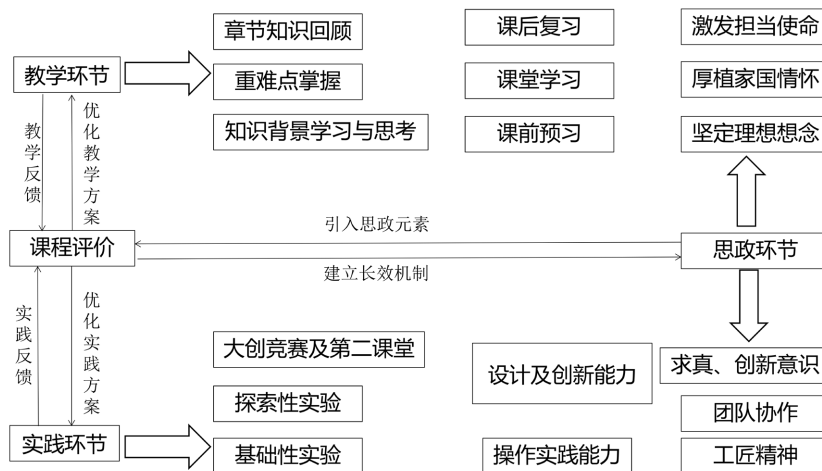 章节知识回顾
课后复习
激发担当使命
教学环节
重难点掌握
课堂学习
厚植家国情怀
知识背景学习与思考
课前预习
坚定理想想念
教学反馈
优化教学方案
引入思政元素
课程评价
思政环节
建立长效机制
实践反馈
优化实践方案
大创竞赛及第二课堂
设计及创新能力
求真、创新意识
探索性实验
团队协作
实践环节
基础性实验
操作实践能力
工匠精神